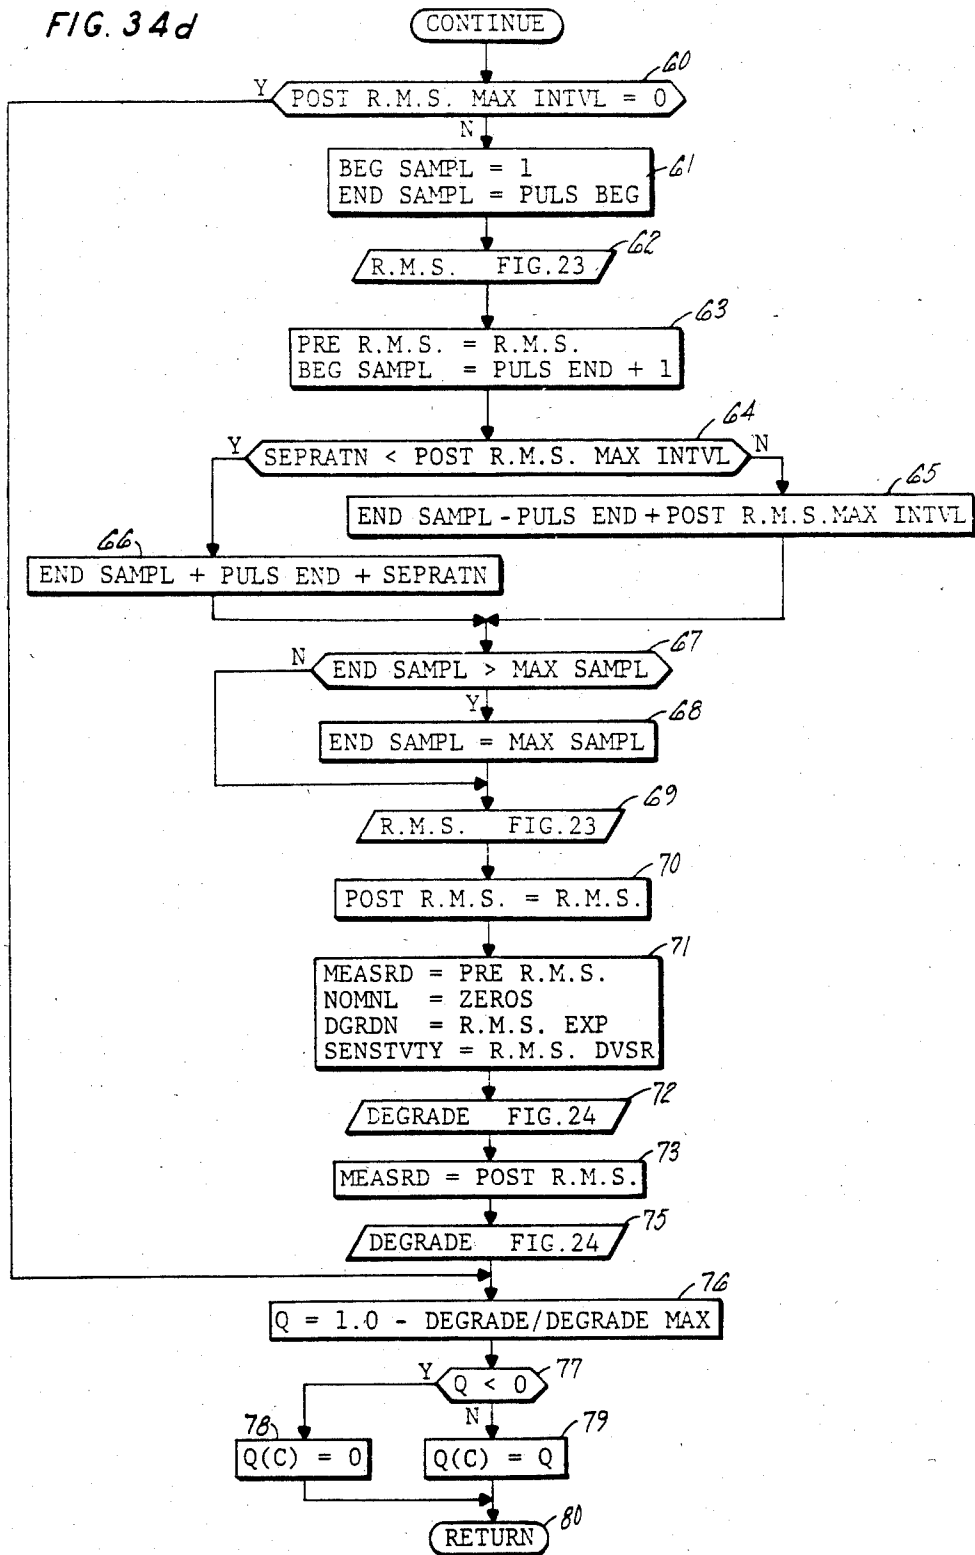 FIG. 34d
CONTINUE
60
Y
POST R.M.S. MAX INTVL = 0
N
BEG SAMPL = 1
END SAMPL = PULS BEG
61
R.M.S. FIG.23
62
PRE R.M.S. = R.M.S.
BEG SAMPL = PULS END + 1
63
64
Y
SEPRATN < POST R.M.S. MAX INTVL
N
65
END SAMPL-PULS END+POST R.M.S.MAX INTVL
66
END SAMPL + PULS END + SEPRATN
67
N
END SAMPL > MAX SAMPL
Y
68
END SAMPL = MAX SAMPL
69
R.M.S. FIG.23
70
POST R.M.S. = R.M.S.
71
MEASRD = PRE R.M.S.
NOMNL = ZEROS
DGRDN = R.M.S. EXP
SENSTVTY = R.M.S. DVSR
72
DEGRADE FIG.24
73
MEASRD = POST R.M.S.
75
DEGRADE FIG.24
76
Q = 1.0 - DEGRADE/DEGRADE MAX
77
Y
Q < 0
N
78
Q(C) = 0
79
Q(C) = Q
RETURN
80